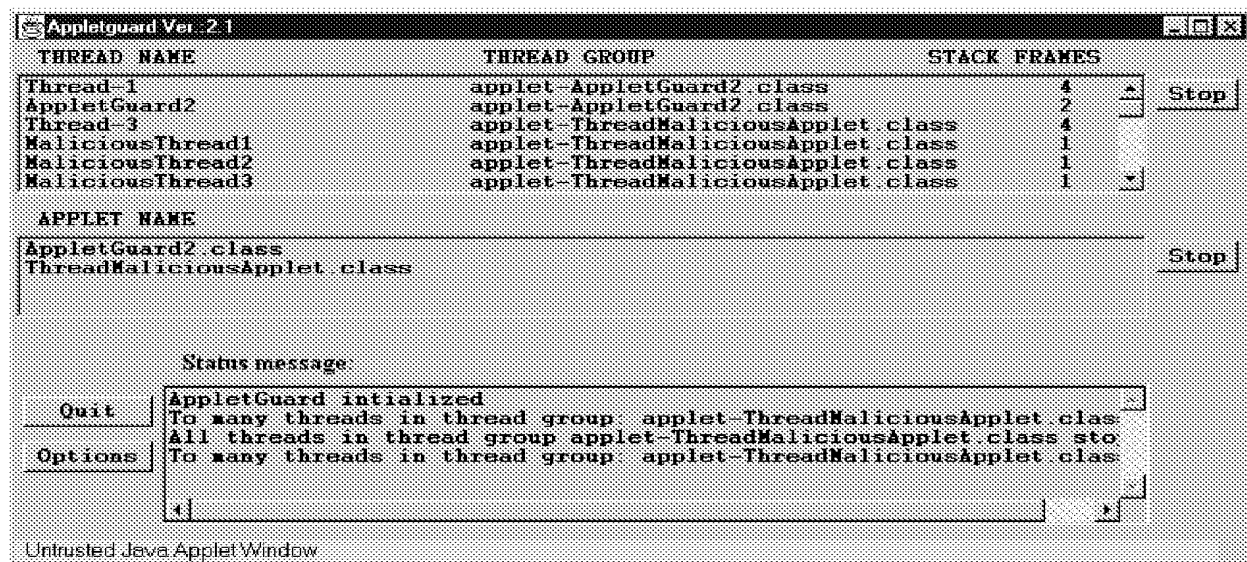 Appletguard Ver.:2.1
THREAD NAME THREAD GROUP STACK FRAMES
Thread-1 applet-AppletGuard2.class 4
AppletGuard2 applet-AppletGuard2.class 2
Thread-3 applet-ThreadMaliciousApplet.class 4
MaliciousThread1 applet-ThreadMaliciousApplet.class 1
MaliciousThread2 applet-ThreadMaliciousApplet.class 1
MaliciousThread3 applet-ThreadMaliciousApplet.class 1
Stop
APPLET NAME
AppletGuard2.class
ThreadMaliciousApplet.class
Stop
Status message:
Quit
Options
AppletGuard intialized
To many threads in thread group: applet-ThreadMaliciousApplet.clas
All threads in thread group applet-ThreadMaliciousApplet.class sto
To many threads in thread group: applet-ThreadMaliciousApplet.clas
Untrusted Java Applet Window